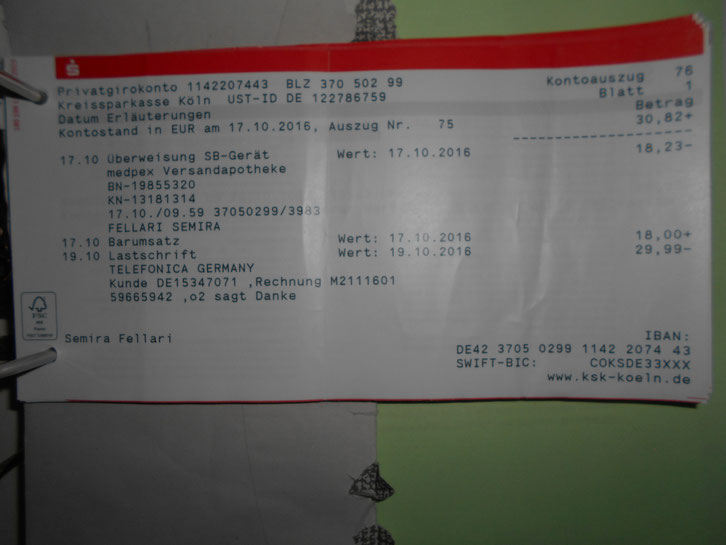 Privatgirokonto 1142207443 BLZ 370 502 99 Kontoauszug 76
Kreissparkasse Köln UST-ID DE 122786759 Blatt 1
Datum Erläuterungen Betrag
Kontostand in EUR am 17.10.2016, Auszug Nr. 75 30,82+
17.10 Überweisung SB-Gerät Wert: 17.10.2016 18,23-
medpex Versandapotheke
BN-19855320
KN-13181314
17.10./09.59 37050299/3983
FELLARI SEMIRA
17.10 Barumsatz Wert: 17.10.2016 18,00+
19.10 Lastschrift Wert: 19.10.2016 29,99-
TELEFONICA GERMANY
Kunde DE15347071 ,Rechnung M2111601
59665942 ,o2 sagt Danke
FSC
Semira Fellari
IBAN:
DE42 3705 0299 1142 2074 43
SWIFT-BIC: COKSDE33XXX
www.ksk-koeln.de